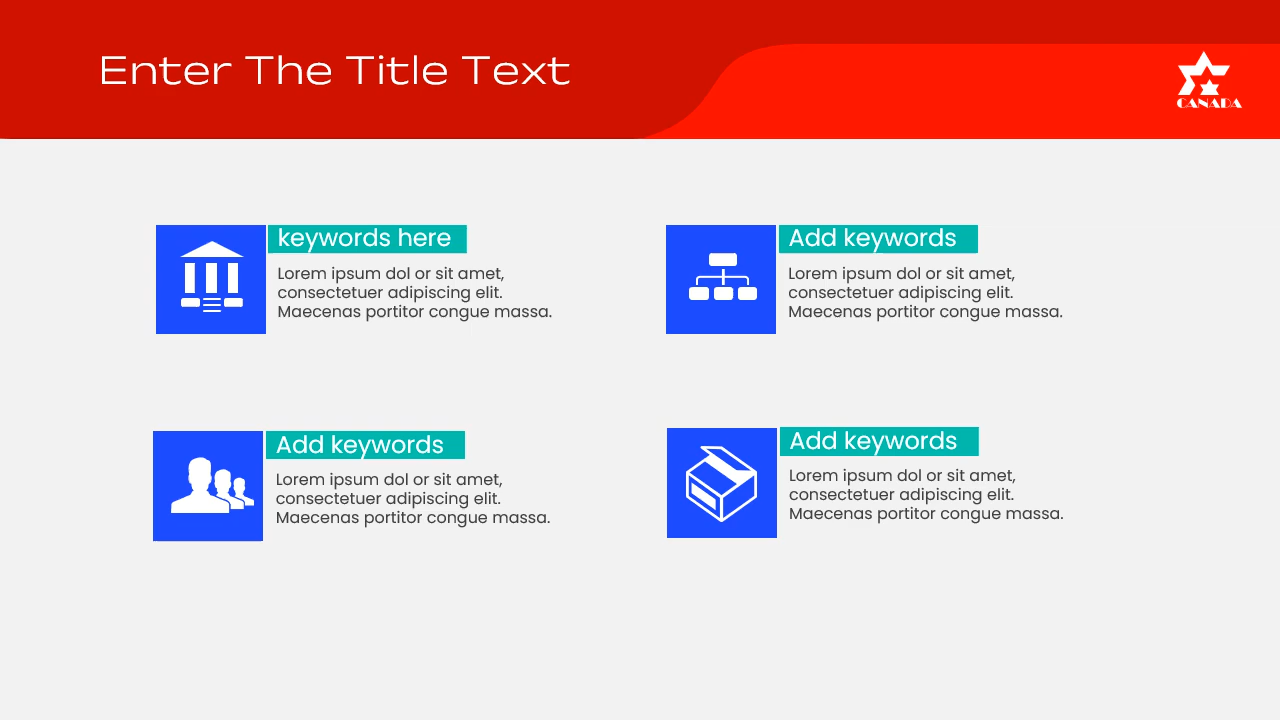 Enter The Title Text
CANADA
keywords here
Lorem ipsum dol or sit amet,
consectetuer adipiscing elit.
Maecenas portitor congue massa.
Add keywords
Lorem ipsum dol or sit amet,
consectetuer adipiscing elit.
Maecenas portitor congue massa.
Add keywords
Lorem ipsum dol or sit amet,
consectetuer adipiscing elit.
Maecenas portitor congue massa.
Add keywords
Lorem ipsum dol or sit amet,
consectetuer adipiscing elit.
Maecenas portitor congue massa.